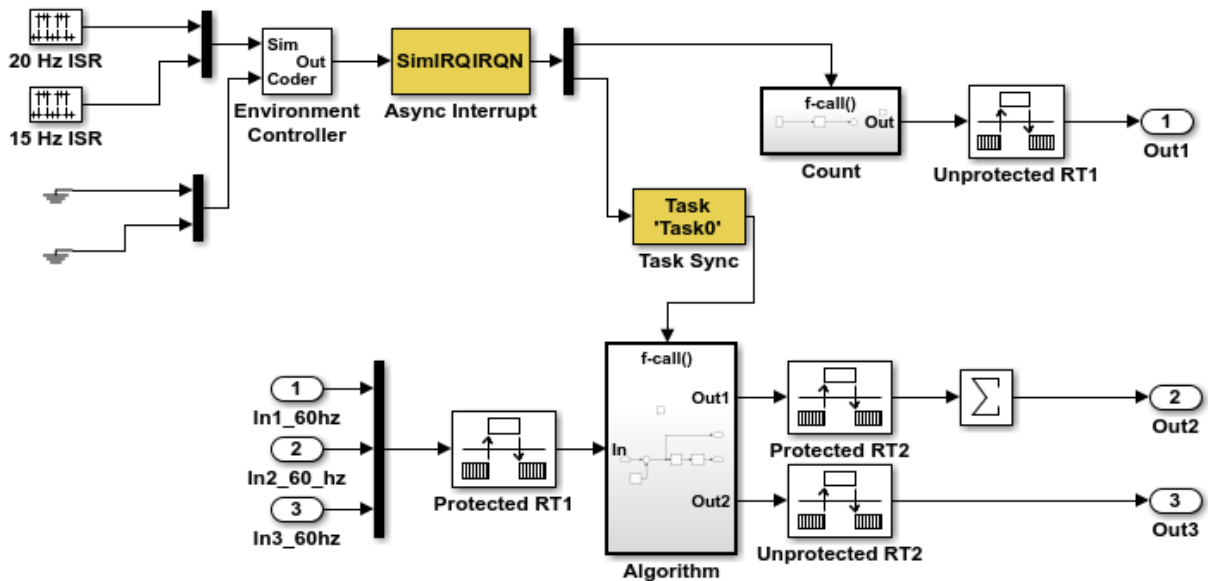 20 Hz ISR
15 Hz ISR
Sim
Out
Coder
Environment
Controller
SimIRQIRQN
Async Interrupt
f-call()
Out
Count
Unprotected RT1
1
Out1
Task
'Task0'
Task Sync
1
In1_60hz
2
In2_60_hz
3
In3_60hz
Protected RT1
f-call()
In
Out1
Out2
Algorithm
Protected RT2
Unprotected RT2
∑
2
Out2
3
Out3